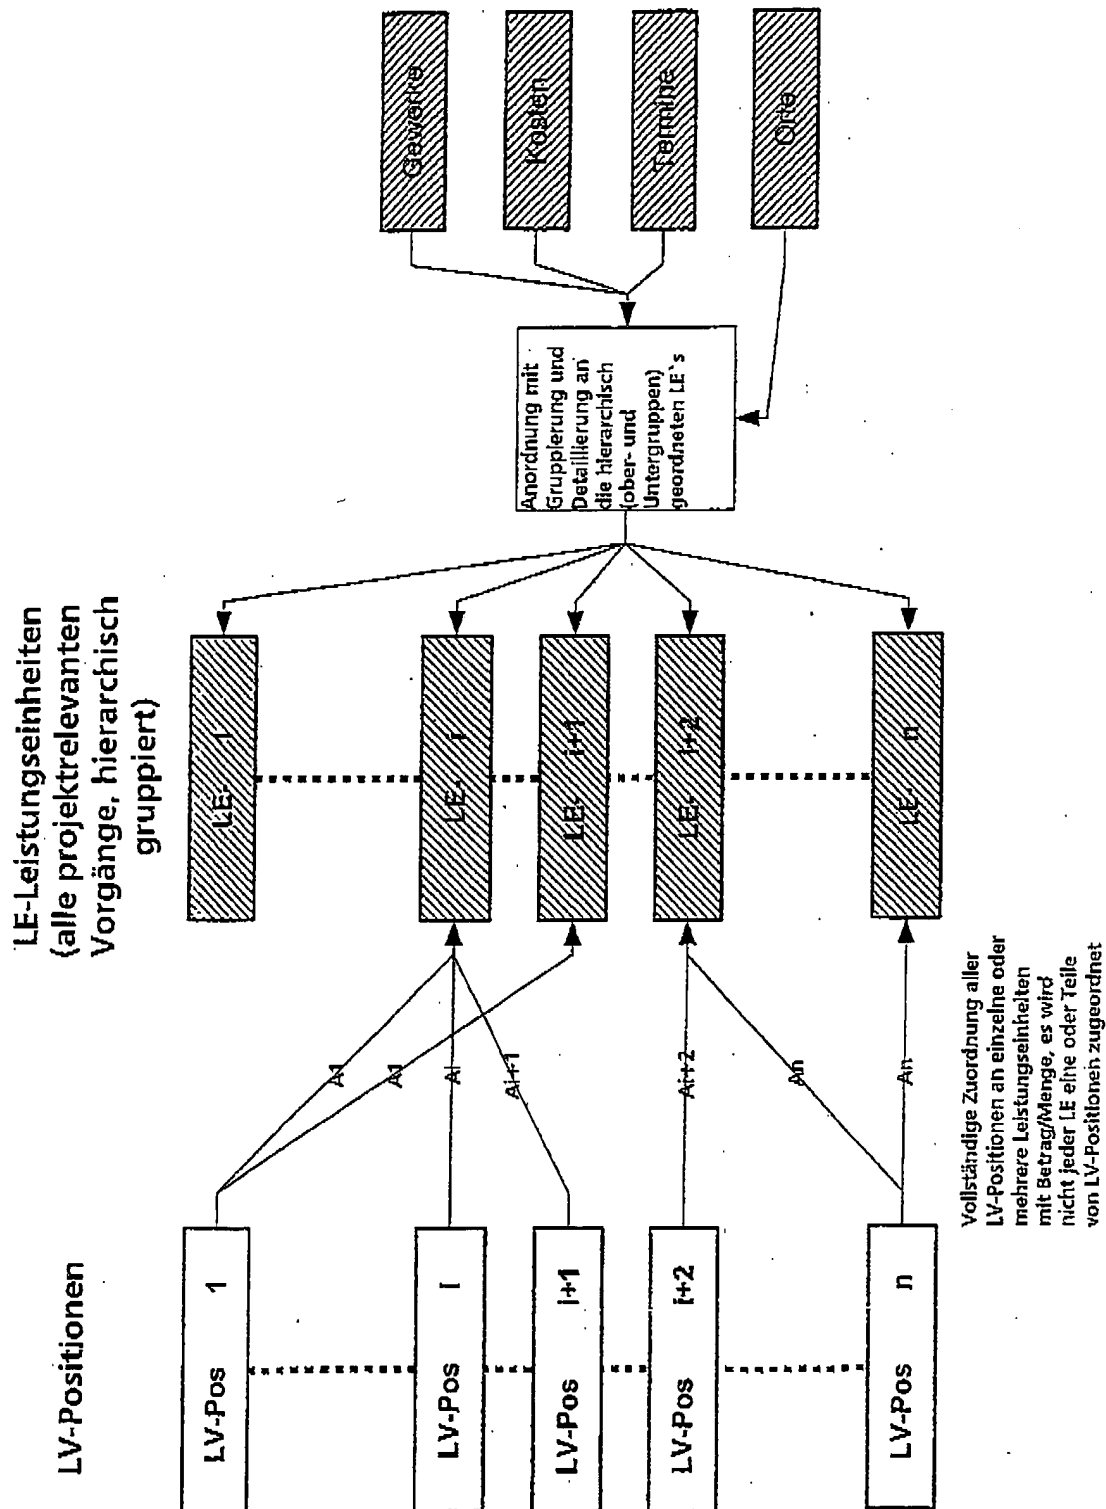 LV-Positionen
LV-Pos 1
LV-Pos i
LV-Pos i+1
LV-Pos i+2
LV-Pos n
A1
A1
Ai
Ai+1
Ai+2
An
An
Vollständige Zuordnung aller
LV-Positionen an einzelne oder
mehrere Leistungseinheiten
mit Betrag/Menge, es wird
nicht jeder LE eine oder Teile
von LV-Positionen zugeordnet
LE-Leistungseinheiten
(alle projektrelevanten
Vorgänge, hierarchisch
gruppiert)
LE- 1
LE- i
LE- i+1
LE- i+2
LE- n
Anordnung mit
Gruppierung und
Detaillierung an
die hierarchisch
(ober- und
Untergruppen)
geordneten LE`s
Gewerke
Kosten
Termine
Orte